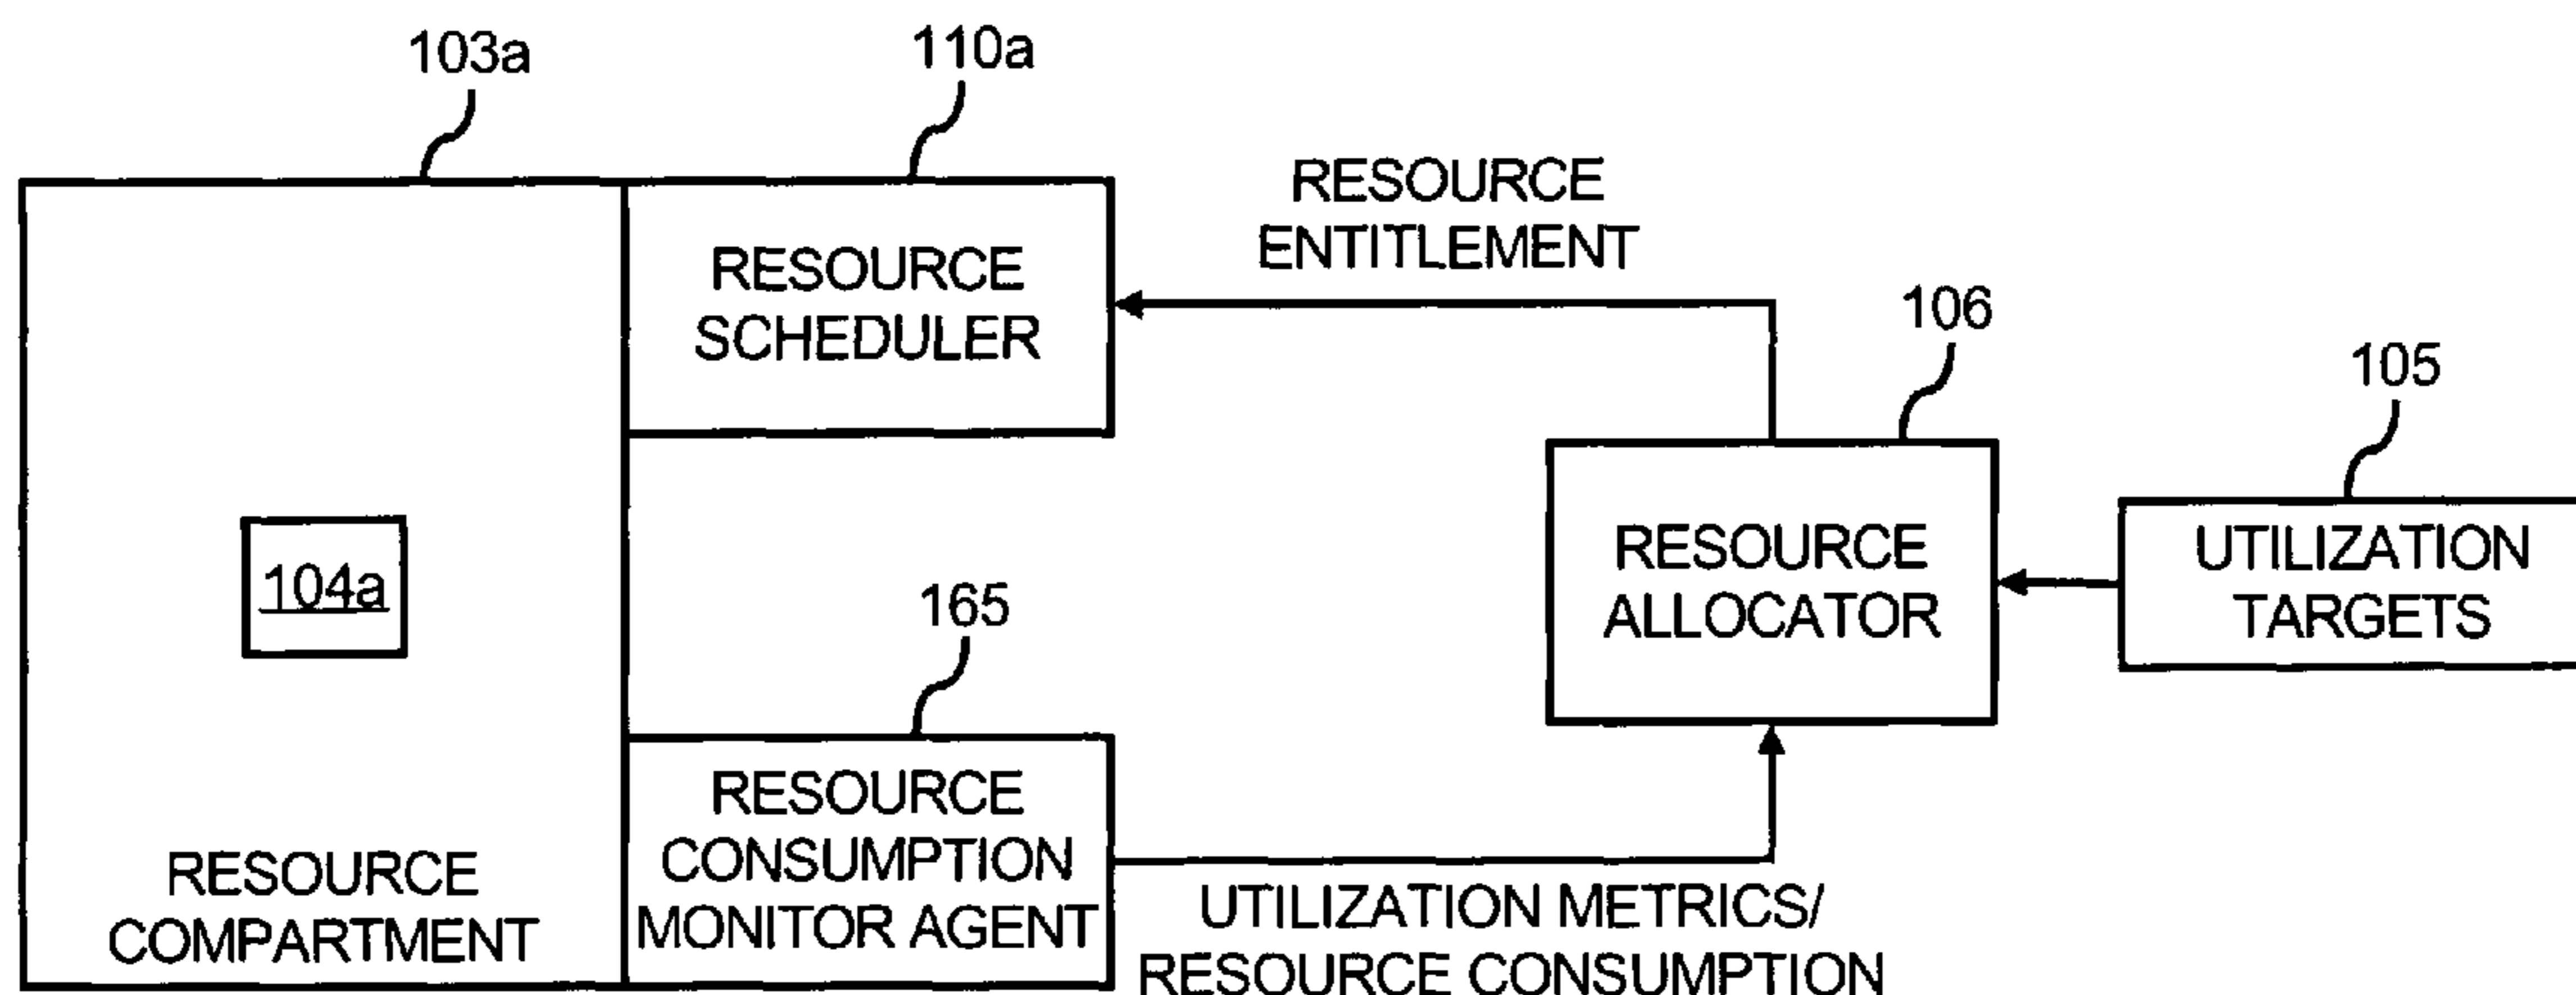 103a
110a
RESOURCE
ENTITLEMENT
RESOURCE
SCHEDULER
106
105
RESOURCE
ALLOCATOR
UTILIZATION
TARGETS
104a
165
RESOURCE
CONSUMPTION
MONITOR AGENT
RESOURCE
COMPARTMENT
UTILIZATION METRICS/
RESOURCE CONSUMPTION